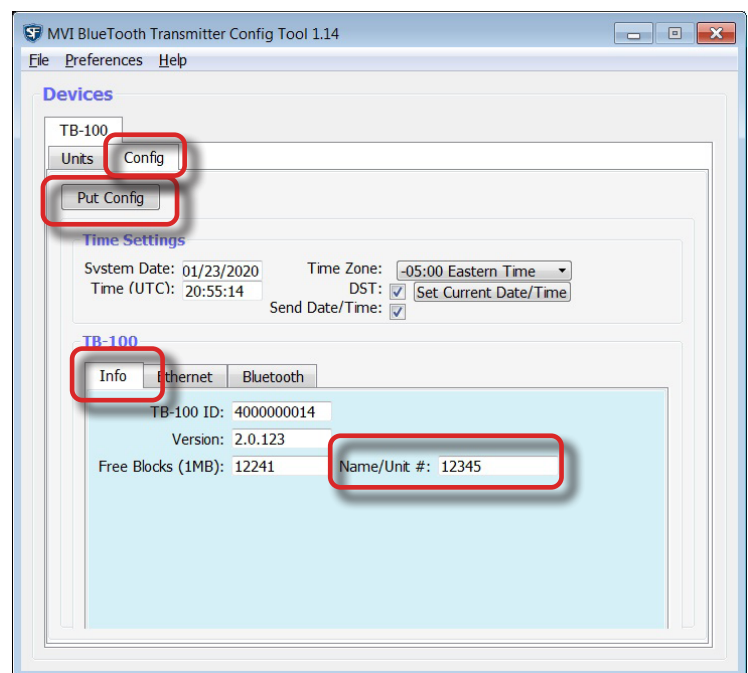 SF MVI BlueTooth Transmitter Config Tool 1.14
File Preferences Help
Devices
TB-100
Units Config
Put Config
Time Settings
System Date: 01/23/2020 Time Zone: -05:00 Eastern Time
Time (UTC): 20:55:14 DST: Set Current Date/Time
Send Date/Time:
TB-100
Info Ethernet Bluetooth
TB-100 ID: 4000000014
Version: 2.0.123
Free Blocks (1MB): 12241 Name/Unit #: 12345